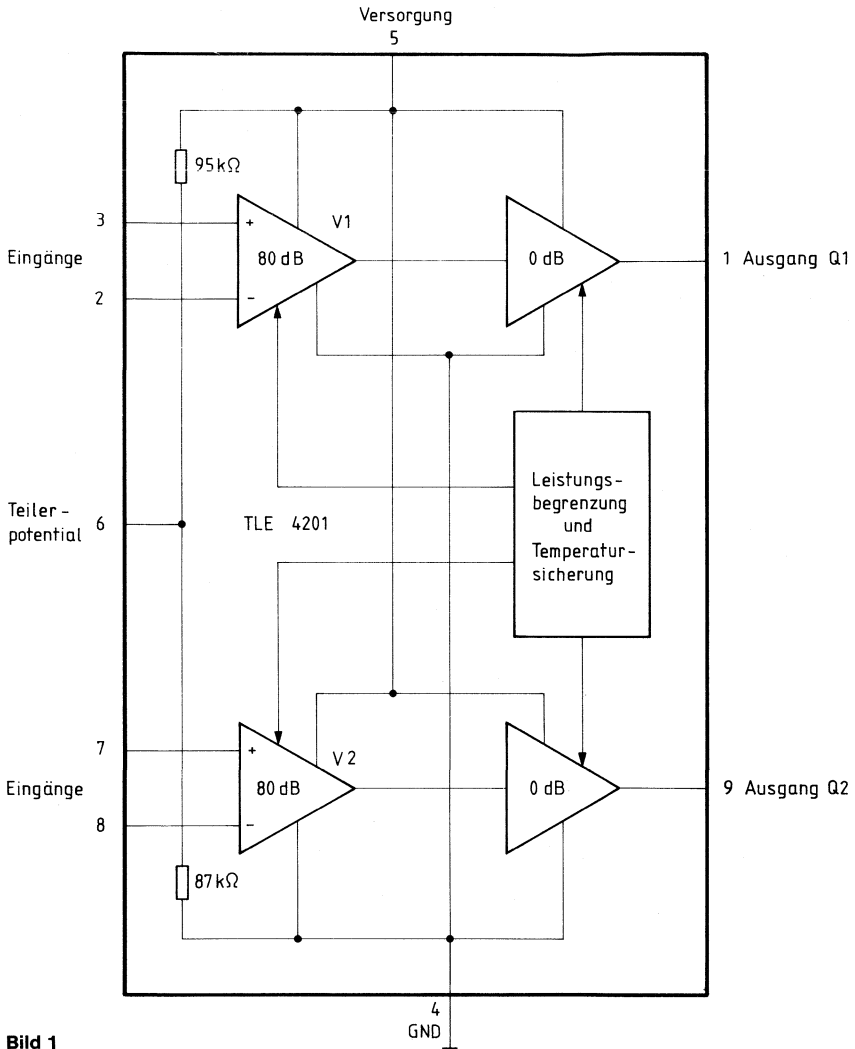 Versorgung
5
95kΩ
3
+
V1
Eingänge
80 dB
0 dB
1 Ausgang Q1
2
−
Leistungs-
begrenzung
und
Temperatur-
sicherung
Teiler-
potential
6
TLE 4201
7
+
V2
Eingänge
80 dB
0 dB
9 Ausgang Q2
8
−
87kΩ
4
GND
Bild 1